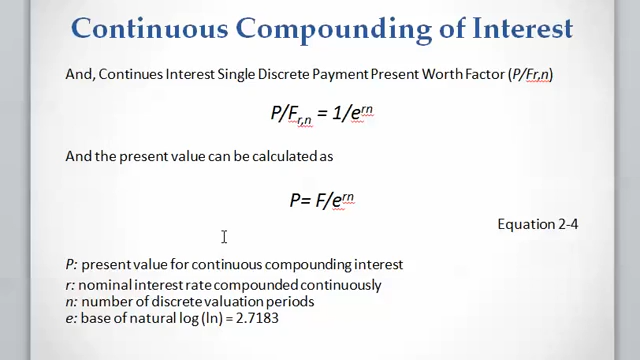 Continuous Compounding of Interest
And, Continues Interest Single Discrete Payment Present Worth Factor (P/Fr,n)
P/Fr,n = 1/e^rn
And the present value can be calculated as
P= F/e^rn
Equation 2-4
P: present value for continuous compounding interest
r: nominal interest rate compounded continuously
n: number of discrete valuation periods
e: base of natural log (ln) = 2.7183